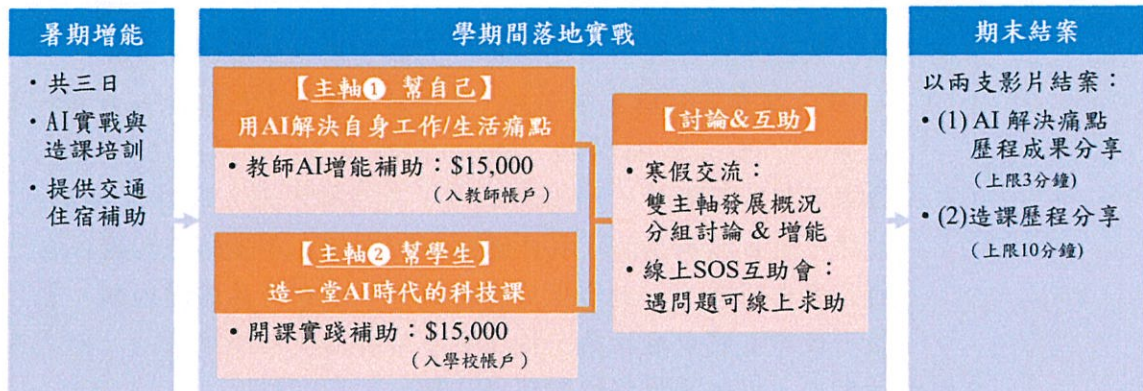 暑期增能
• 共三日
• AI實戰與
造課培訓
• 提供交通
住宿補助
學期間落地實戰
【主軸❶ 幫自己】
用AI解決自身工作/生活痛點
• 教師AI增能補助：$15,000
（入教師帳戶）
【主軸❷ 幫學生】
造一堂AI時代的科技課
• 開課實踐補助：$15,000
（入學校帳戶）
【討論&互助】
• 寒假交流：
雙主軸發展概況
分組討論 & 增能
• 線上SOS互助會：
遇問題可線上求助
期末結案
以兩支影片結案：
• (1) AI 解決痛點
歷程成果分享
（上限3分鐘）
• (2)造課歷程分享
（上限10分鐘）